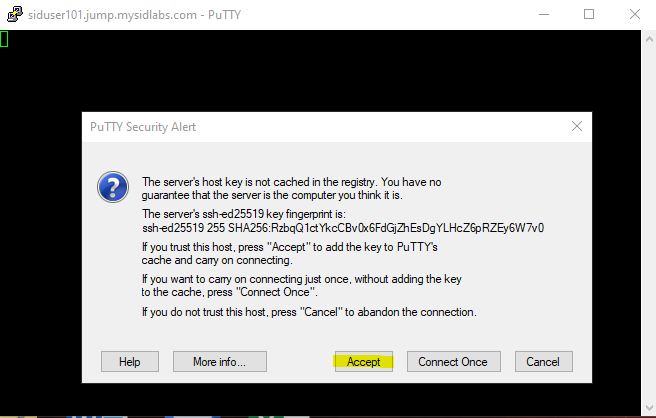 siduser101.jump.mysidlabs.com - PuTTY
PuTTY Security Alert
The server's host key is not cached in the registry. You have no
guarantee that the server is the computer you think it is.
The server's ssh-ed25519 key fingerprint is:
ssh-ed25519 255 SHA256:RzbqQ1ctYkcCBv0x6FdGjZhEsDgYLHcZ6pRZEy6W7v0
If you trust this host, press "Accept" to add the key to PuTTY's
cache and carry on connecting.
If you want to carry on connecting just once, without adding the key
to the cache, press "Connect Once".
If you do not trust this host, press "Cancel" to abandon the connection.
Help More info... Accept Connect Once Cancel